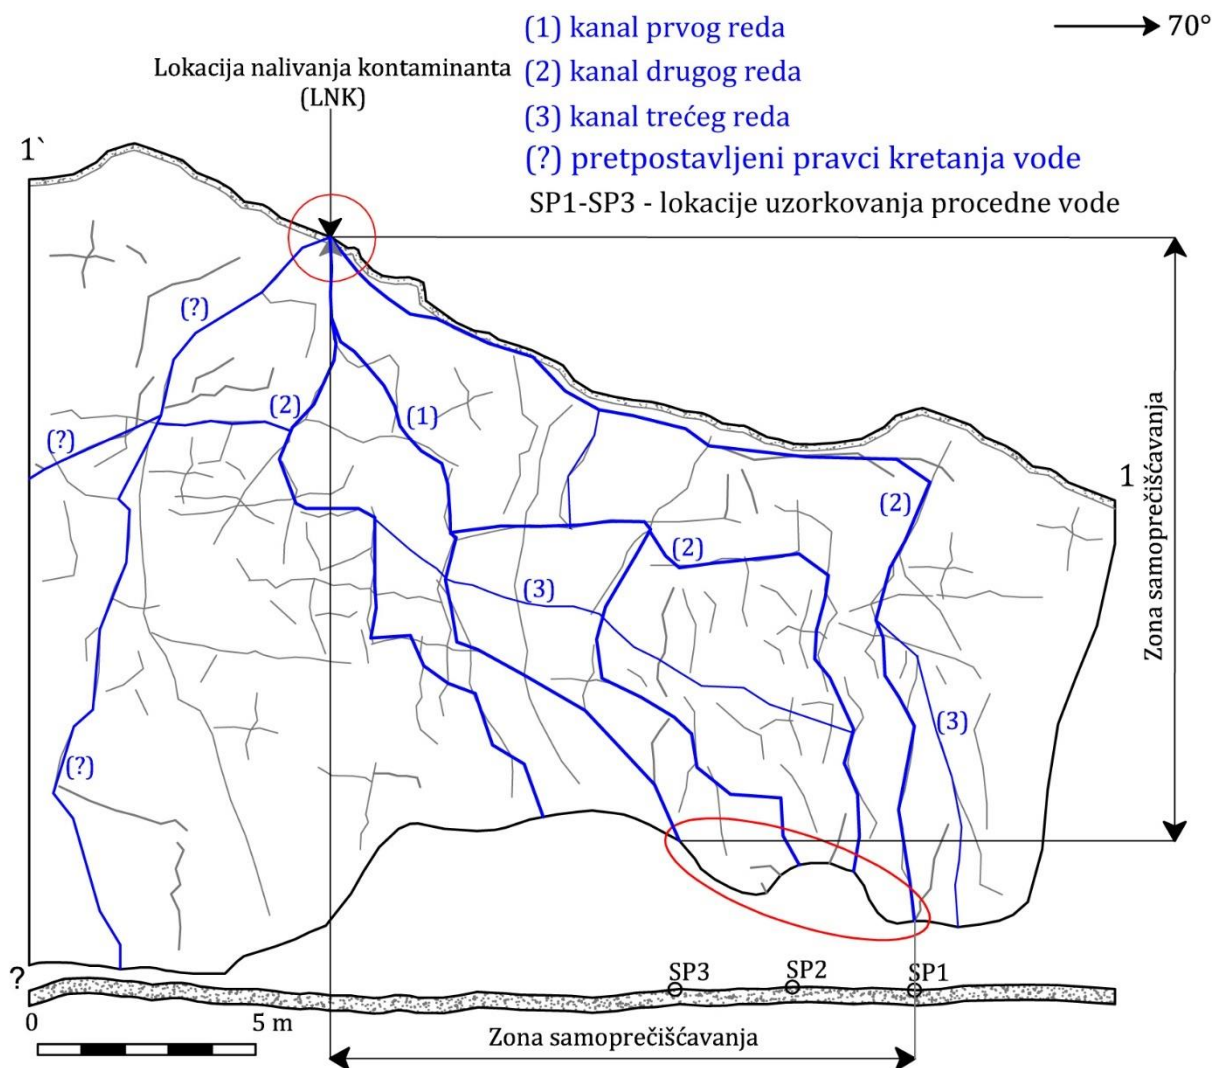 (1) kanal prvog reda
70°
Lokacija nalivanja kontaminanta
(LNK)
(2) kanal drugog reda
(3) kanal trećeg reda
(?) pretpostavljeni pravci kretanja vode
SP1-SP3 - lokacije uzorkovanja procedne vode
1`
(?)
(2)
(1)
(?)
1
(2)
(2)
(3)
(3)
(?)
Zona samoprečišćavanja
?
SP3
SP2
SP1
0
5 m
Zona samoprečišćavanja